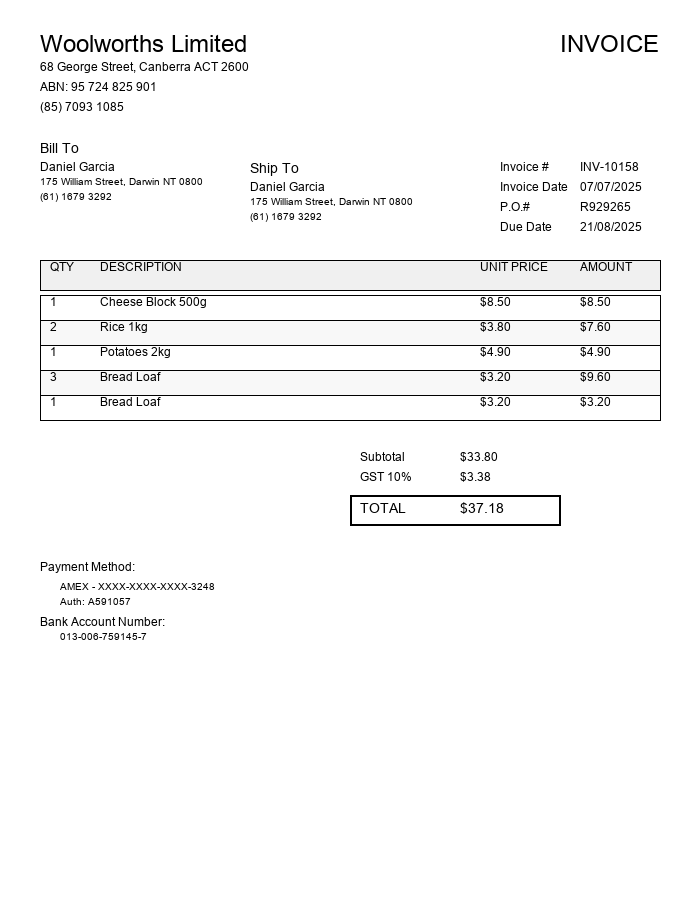 Woolworths Limited INVOICE
68 George Street, Canberra ACT 2600
ABN: 95 724 825 901
(85) 7093 1085
Bill To
Daniel Garcia
175 William Street, Darwin NT 0800
(61) 1679 3292
Ship To
Daniel Garcia
175 William Street, Darwin NT 0800
(61) 1679 3292
Invoice # INV-10158
Invoice Date 07/07/2025
P.O.# R929265
Due Date 21/08/2025
QTY DESCRIPTION UNIT PRICE AMOUNT
1 Cheese Block 500g $8.50 $8.50
2 Rice 1kg $3.80 $7.60
1 Potatoes 2kg $4.90 $4.90
3 Bread Loaf $3.20 $9.60
1 Bread Loaf $3.20 $3.20
Subtotal $33.80
GST 10% $3.38
TOTAL $37.18
Payment Method:
AMEX - XXXX-XXXX-XXXX-3248
Auth: A591057
Bank Account Number:
013-006-759145-7